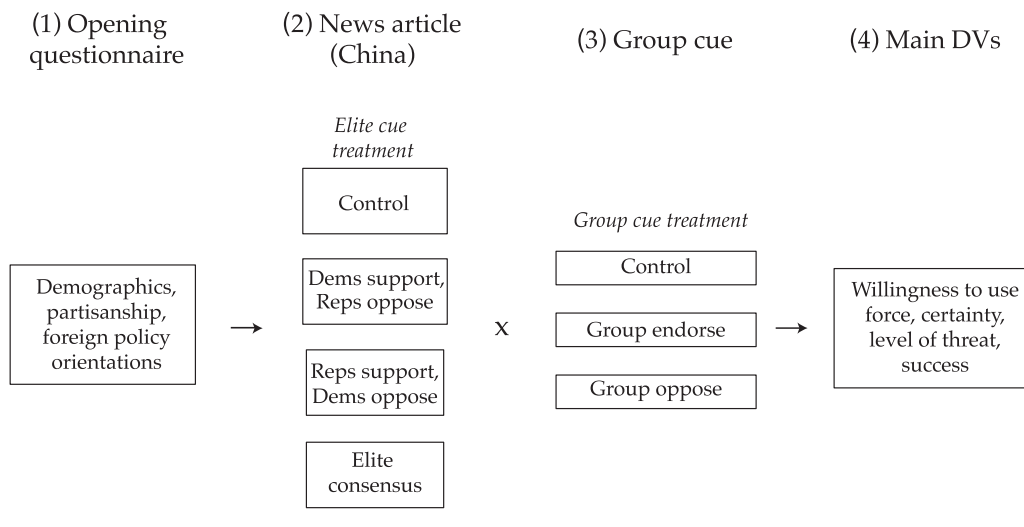 (1) Opening
questionnaire
(2) News article
(China)
(3) Group cue
(4) Main DVs
Elite cue
treatment
Control
Dems support,
Reps oppose
Reps support,
Dems oppose
Elite
consensus
Group cue treatment
Control
Group endorse
Group oppose
Demographics,
partisanship,
foreign policy
orientations
x
Willingness to use
force, certainty,
level of threat,
success